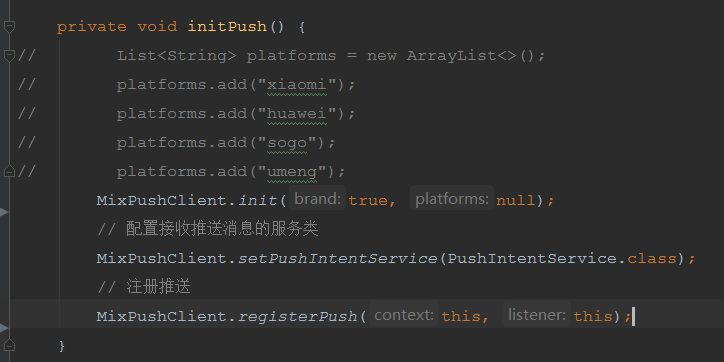 private void initPush() {
//        List<String> platforms = new ArrayList<>();
//        platforms.add("xiaomi");
//        platforms.add("huawei");
//        platforms.add("sogo");
//        platforms.add("umeng");
MixPushClient.init(brand: true, platforms: null);
// 配置接收推送消息的服务类
MixPushClient.setPushIntentService(PushIntentService.class);
// 注册推送
MixPushClient.registerPush(context: this, listener: this);
}